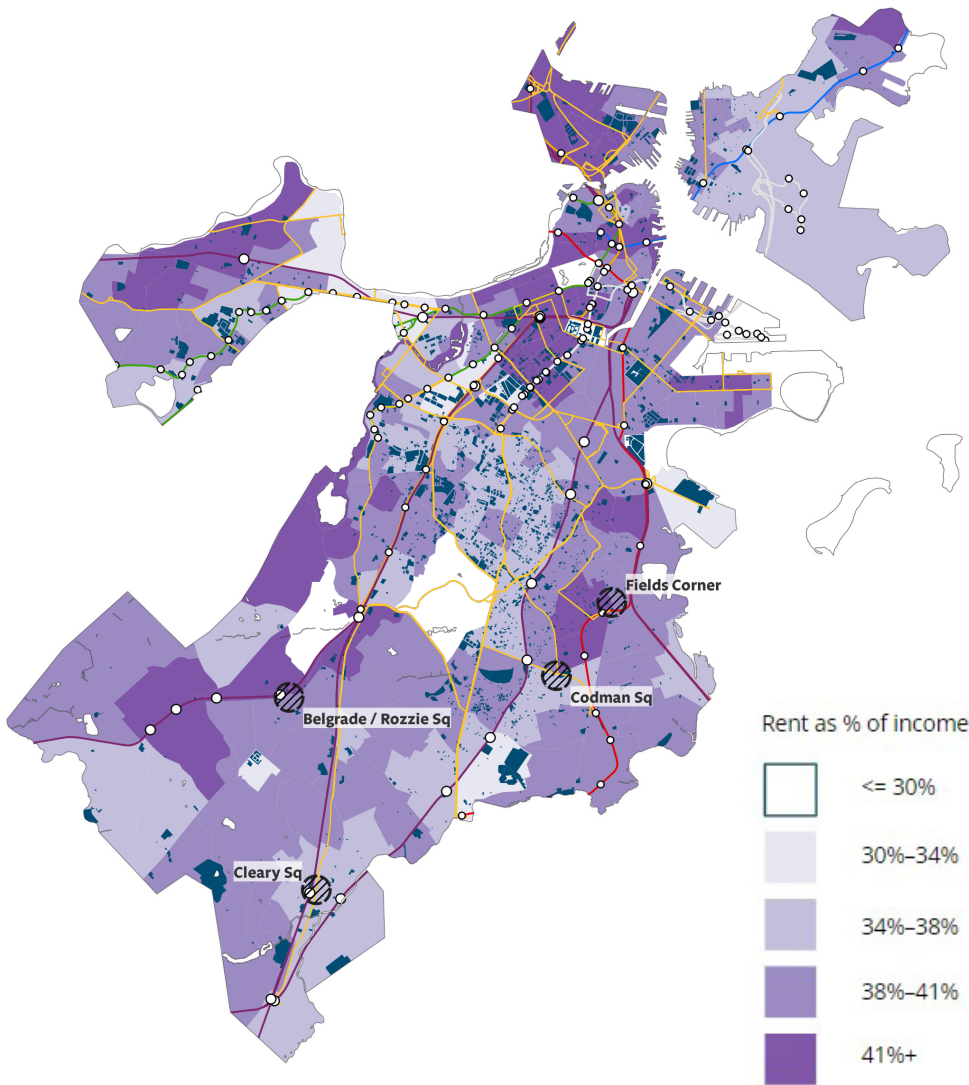 Fields Corner
Codman Sq
Belgrade / Rozzie Sq
Cleary Sq
Rent as % of income
<= 30%
30%–34%
34%–38%
38%–41%
41%+